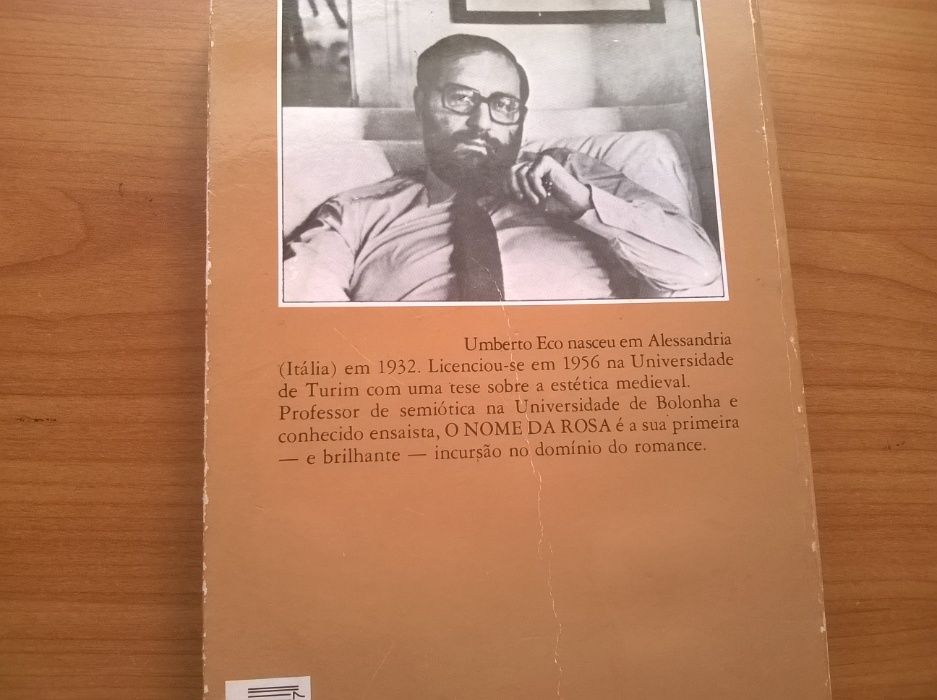 Umberto Eco nasceu em Alessandria
(Itália) em 1932. Licenciou-se em 1956 na Universidade
de Turim com uma tese sobre a estética medieval.
Professor de semiótica na Universidade de Bolonha e
conhecido ensaista, O NOME DA ROSA é a sua primeira
— e brilhante — incursão no domínio do romance.